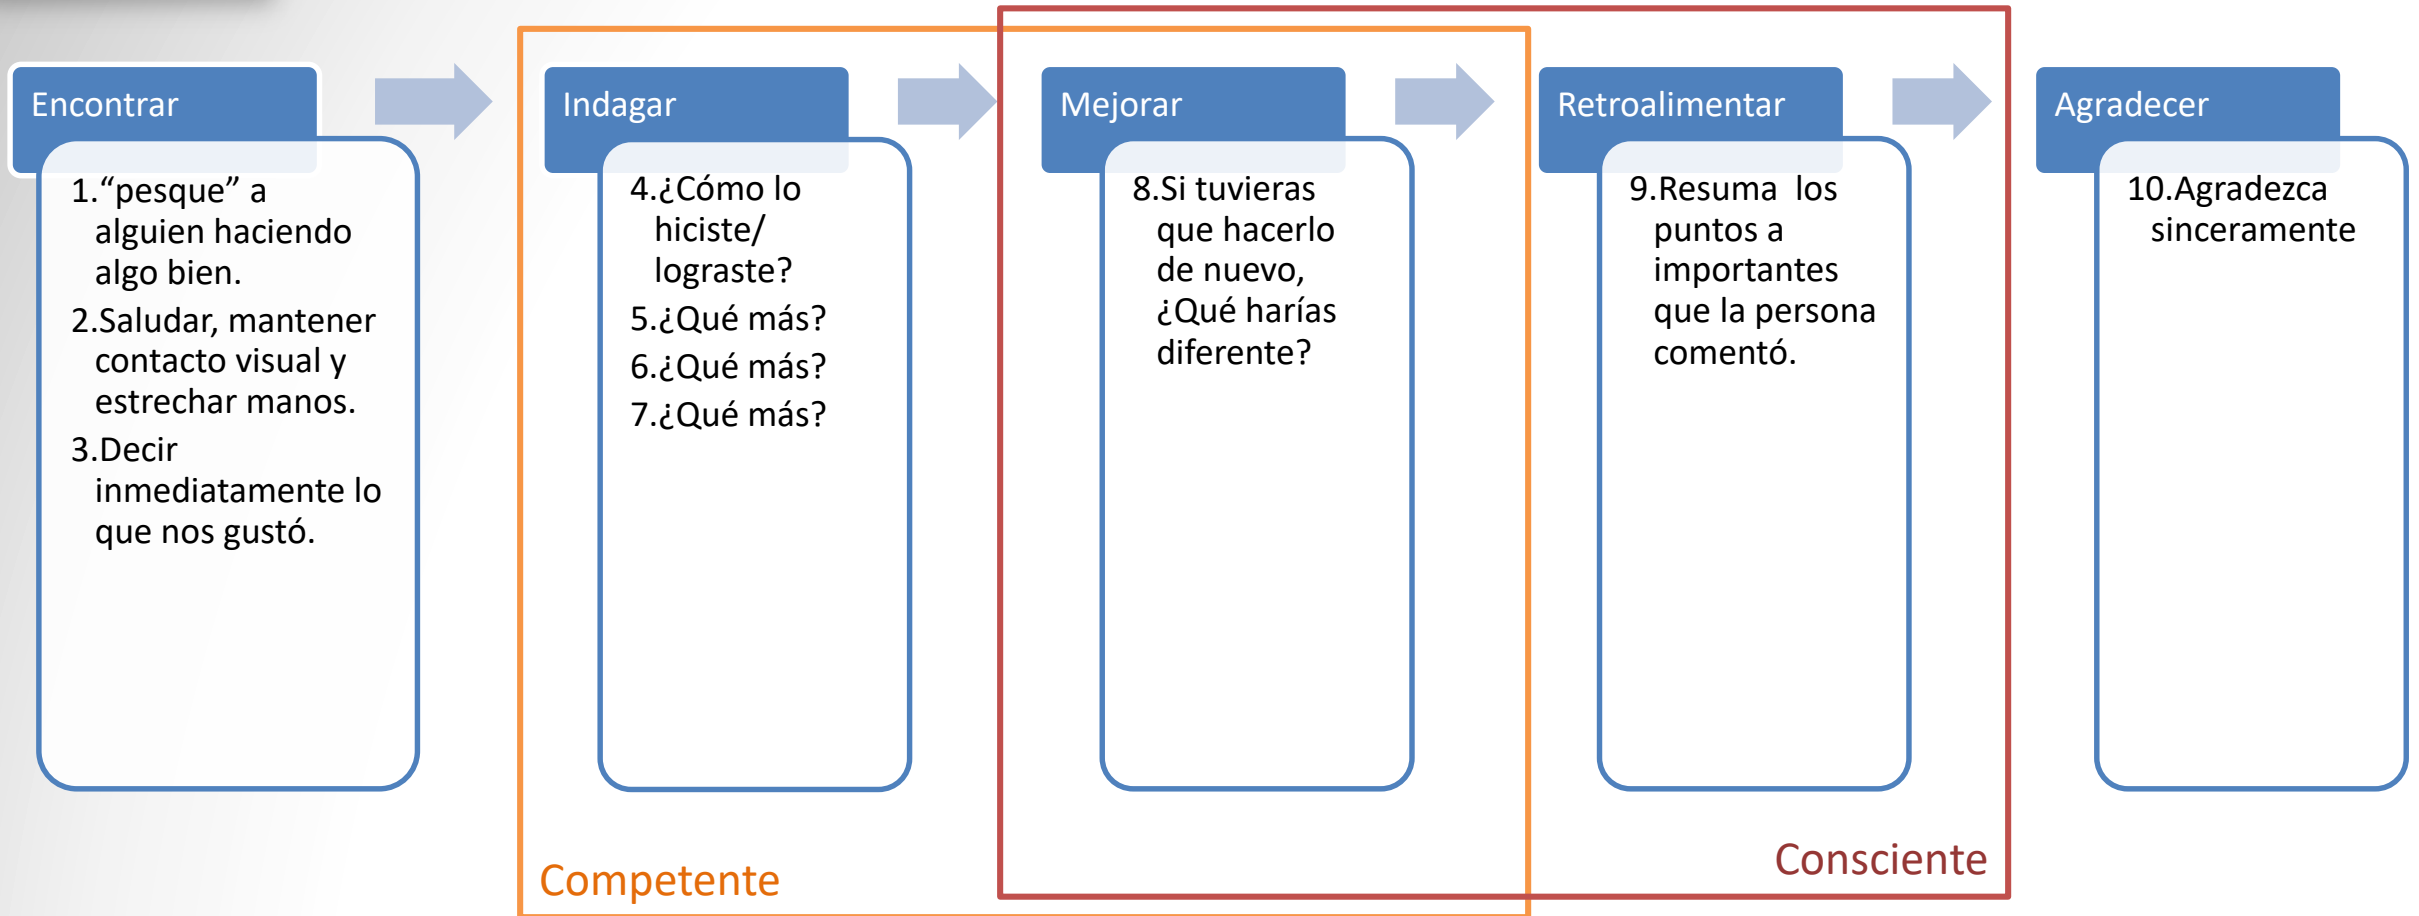 Encontrar
1.“pesque” a
alguien haciendo
algo bien.
2.Saludar, mantener
contacto visual y
estrechar manos.
3.Decir
inmediatamente lo
que nos gustó.
Indagar
4.¿Cómo lo
hiciste/
lograste?
5.¿Qué más?
6.¿Qué más?
7.¿Qué más?
Mejorar
8.Si tuvieras
que hacerlo
de nuevo,
¿Qué harías
diferente?
Retroalimentar
9.Resuma  los
puntos a
importantes
que la persona
comentó.
Agradecer
10.Agradezca
sinceramente
Competente
Consciente